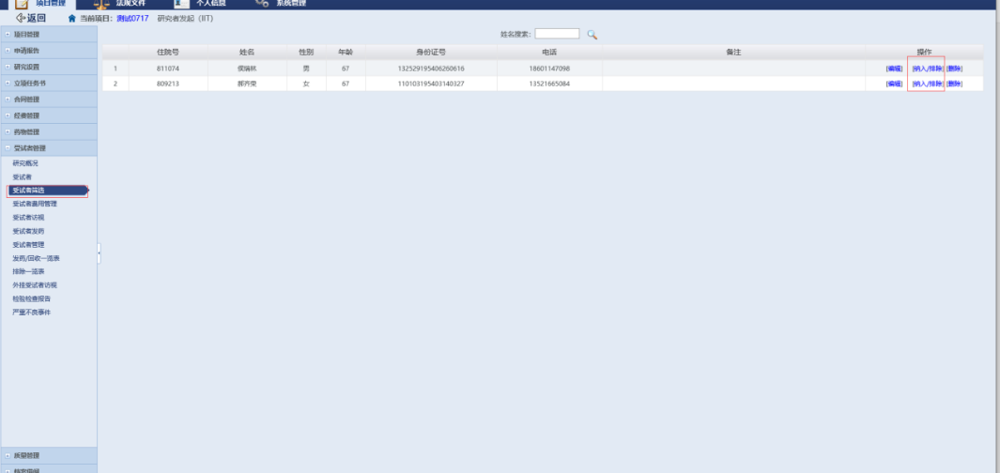 项目管理 法规文件 个人信息 系统管理
返回 当前项目: 测试0717 研究者发起 (IIT)
项目管理
申请报告
研究设置
立项任务书
合同管理
经费管理
药物管理
受试者管理
研究概况
受试者
受试者筛选
受试者备用管理
受试者访视
受试者发药
受试者管理
发药/回收一览表
排除一览表
外挂受试者访视
检验检查报告
严重不良事件
质量管理
姓名搜索:
住院号 姓名 性别 年龄 身份证号 电话 备注 操作
1 811074 侯瑞林 男 67 132529195406260616 18601147098 [编辑] [纳入/排除] [删除]
2 809213 郭齐荣 女 67 110103195403140327 13521665084 [编辑] [纳入/排除] [删除]